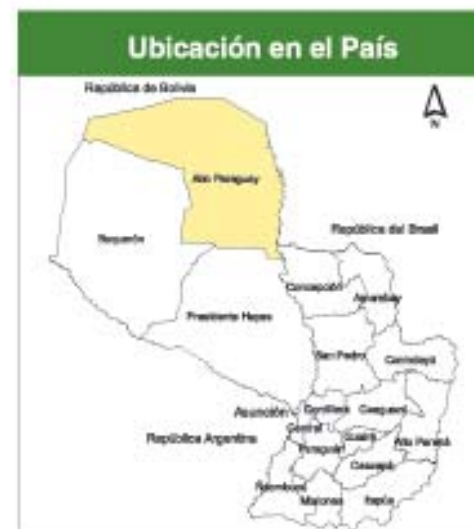 Ubicación en el País
República de Bolivia
N
Alto Paraguay
República del Brasil
Boquerón
Concepción
Amambay
Presidente Hayes
San Pedro
Canindeyú
Asunción
Cordillera
Caaguazú
Central
República Argentina
Guairá
Alto Paraná
Paraguarí
Caazapá
Ñeembucú
Misiones
Itapúa